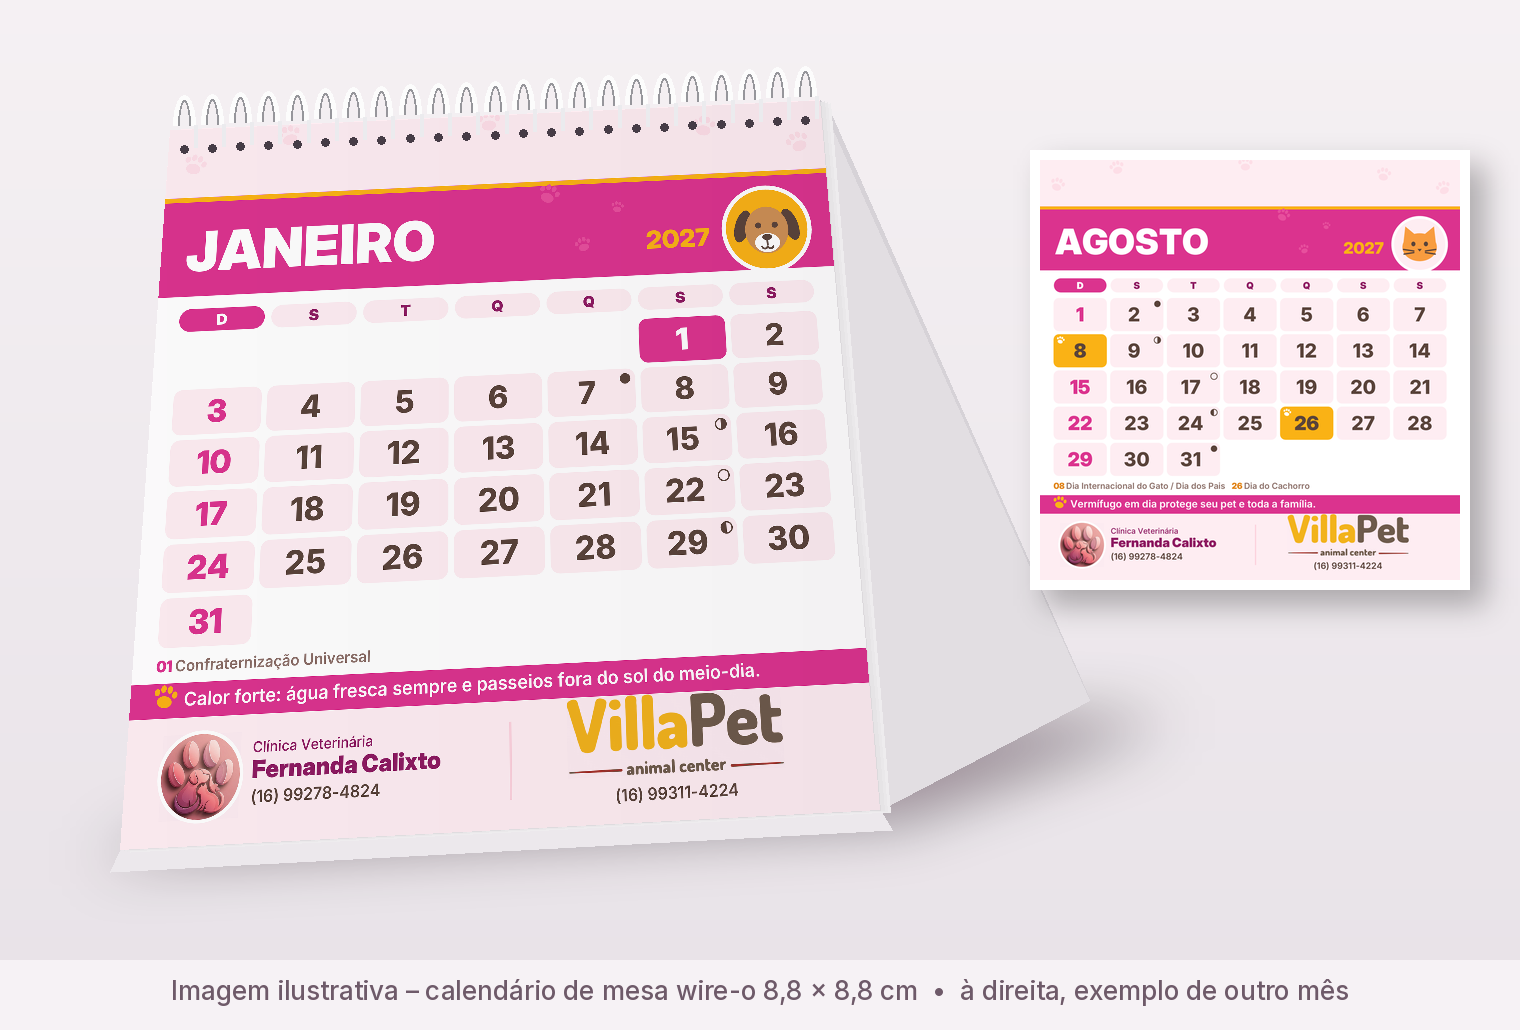 JANEIRO
2027
D S T Q Q S S
1 2
3 4 5 6 7 8 9
10 11 12 13 14 15 16
17 18 19 20 21 22 23
24 25 26 27 28 29 30
31
01 Confraternização Universal
Calor forte: água fresca sempre e passeios fora do sol do meio-dia.
Clínica Veterinária
Fernanda Calixto
(16) 99278-4824
VillaPet
animal center
(16) 99311-4224
AGOSTO
2027
D S T Q Q S S
1 2 3 4 5 6 7
8 9 10 11 12 13 14
15 16 17 18 19 20 21
22 23 24 25 26 27 28
29 30 31
08 Dia Internacional do Gato / Dia dos Pais 26 Dia do Cachorro
Vermífugo em dia protege seu pet e toda a família.
Clínica Veterinária
Fernanda Calixto
(16) 99278-4824
VillaPet
animal center
(16) 99311-4224
Imagem ilustrativa – calendário de mesa wire-o 8,8 × 8,8 cm • à direita, exemplo de outro mês